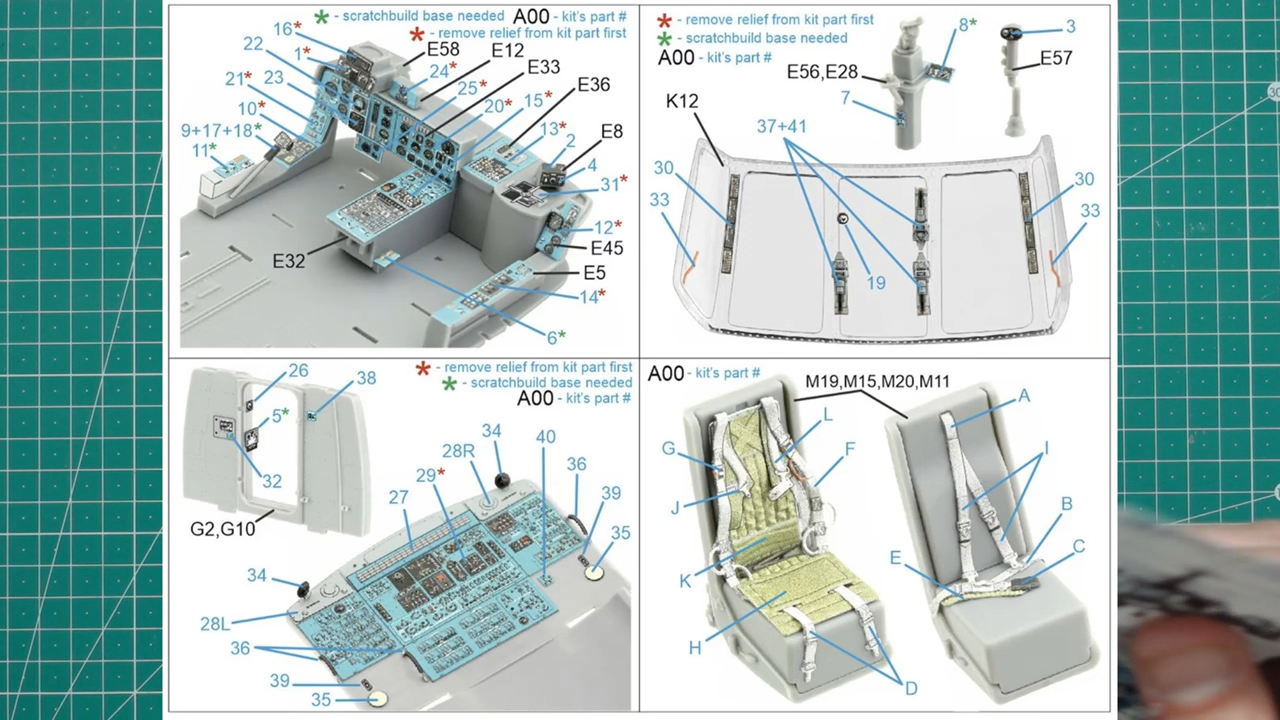 * - scratchbuild base needed A00 - kit's part #
* - remove relief from kit part first
16*
E58
22
1*
E12
24*
E33
21*
23
25*
E36
10*
20*
15*
9+17+18*
13*
E8
11*
2
4
31*
12*
E45
E32
E5
14*
6*
* - remove relief from kit part first
* - scratchbuild base needed
A00 - kit's part #
8*
3
E56,E28
E57
7
K12
37+41
30
30
33
33
19
* - remove relief from kit part first
* - scratchbuild base needed
A00 - kit's part #
26
38
5*
32
G2,G10
34
28R
40
36
29*
39
27
35
34
28L
36
39
35
A00 - kit's part #
M19,M15,M20,M11
L
A
G
F
I
J
B
E
C
K
H
D